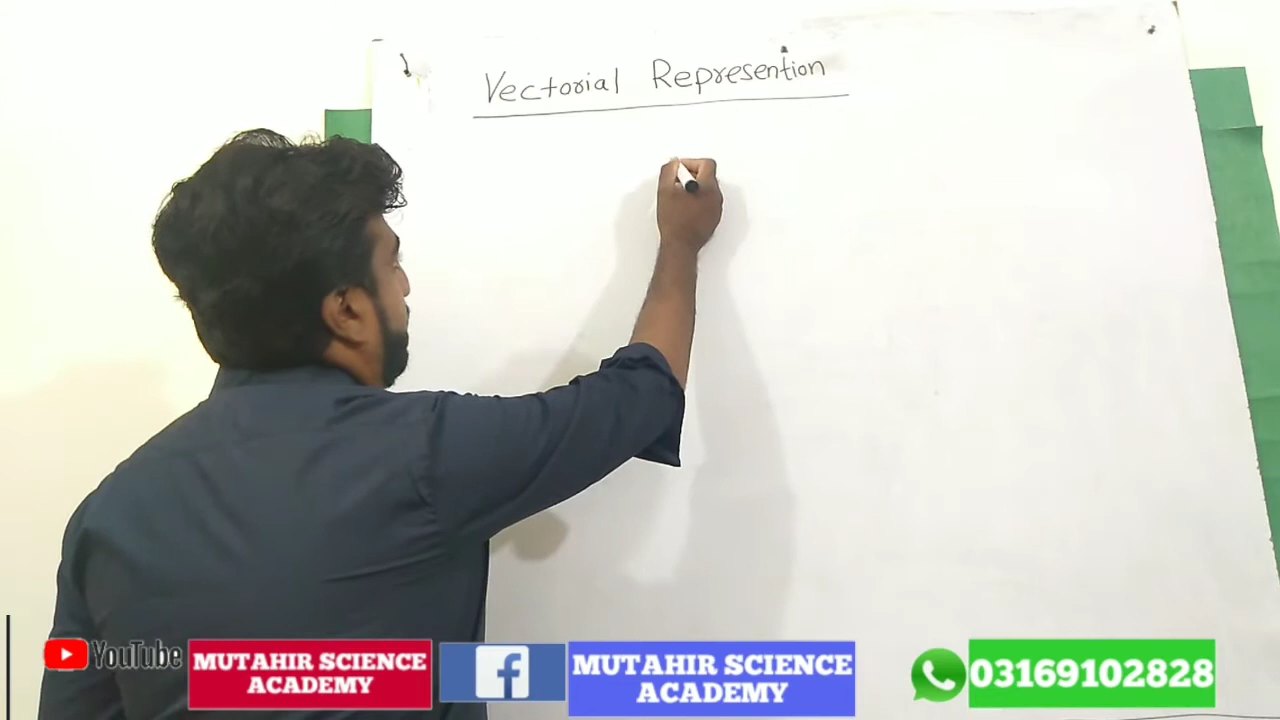 Vectorial Represention
YouTube
MUTAHIR SCIENCE
ACADEMY
MUTAHIR SCIENCE
ACADEMY
03169102828